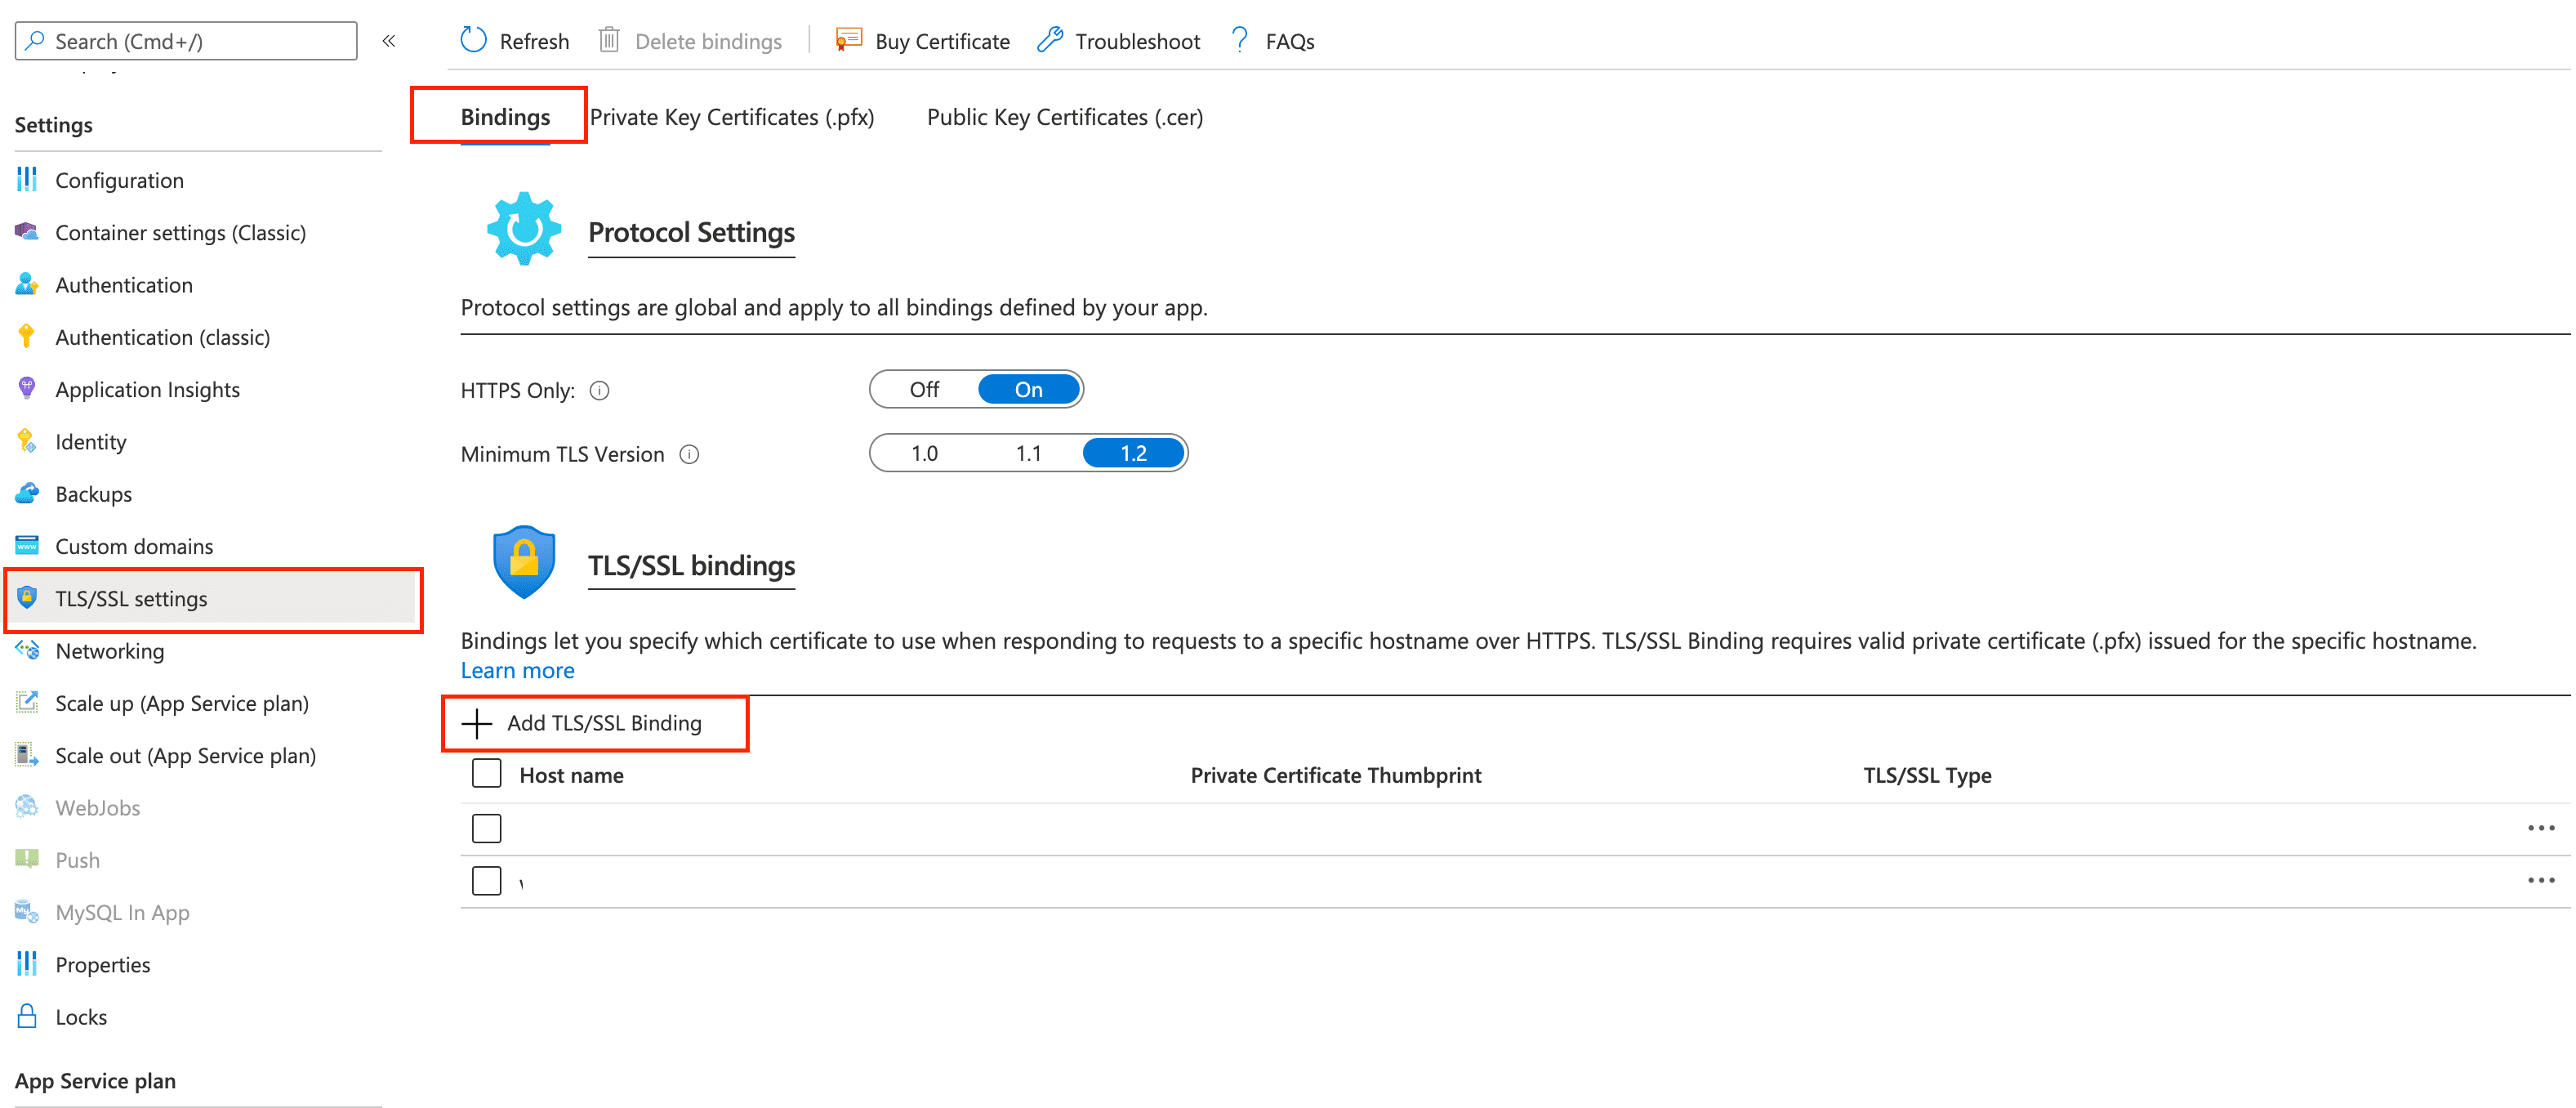 Search (Cmd+/)
«
Refresh
Delete bindings
Buy Certificate
Troubleshoot
? FAQs
Settings
Configuration
Container settings (Classic)
Authentication
Authentication (classic)
Application Insights
Identity
Backups
Custom domains
TLS/SSL settings
Networking
Scale up (App Service plan)
Scale out (App Service plan)
WebJobs
Push
MySQL In App
Properties
Locks
App Service plan
Bindings
Private Key Certificates (.pfx)
Public Key Certificates (.cer)
Protocol Settings
Protocol settings are global and apply to all bindings defined by your app.
HTTPS Only:
Off On
Minimum TLS Version
1.0 1.1 1.2
TLS/SSL bindings
Bindings let you specify which certificate to use when responding to requests to a specific hostname over HTTPS. TLS/SSL Binding requires valid private certificate (.pfx) issued for the specific hostname.
Learn more
Add TLS/SSL Binding
Host name Private Certificate Thumbprint TLS/SSL Type